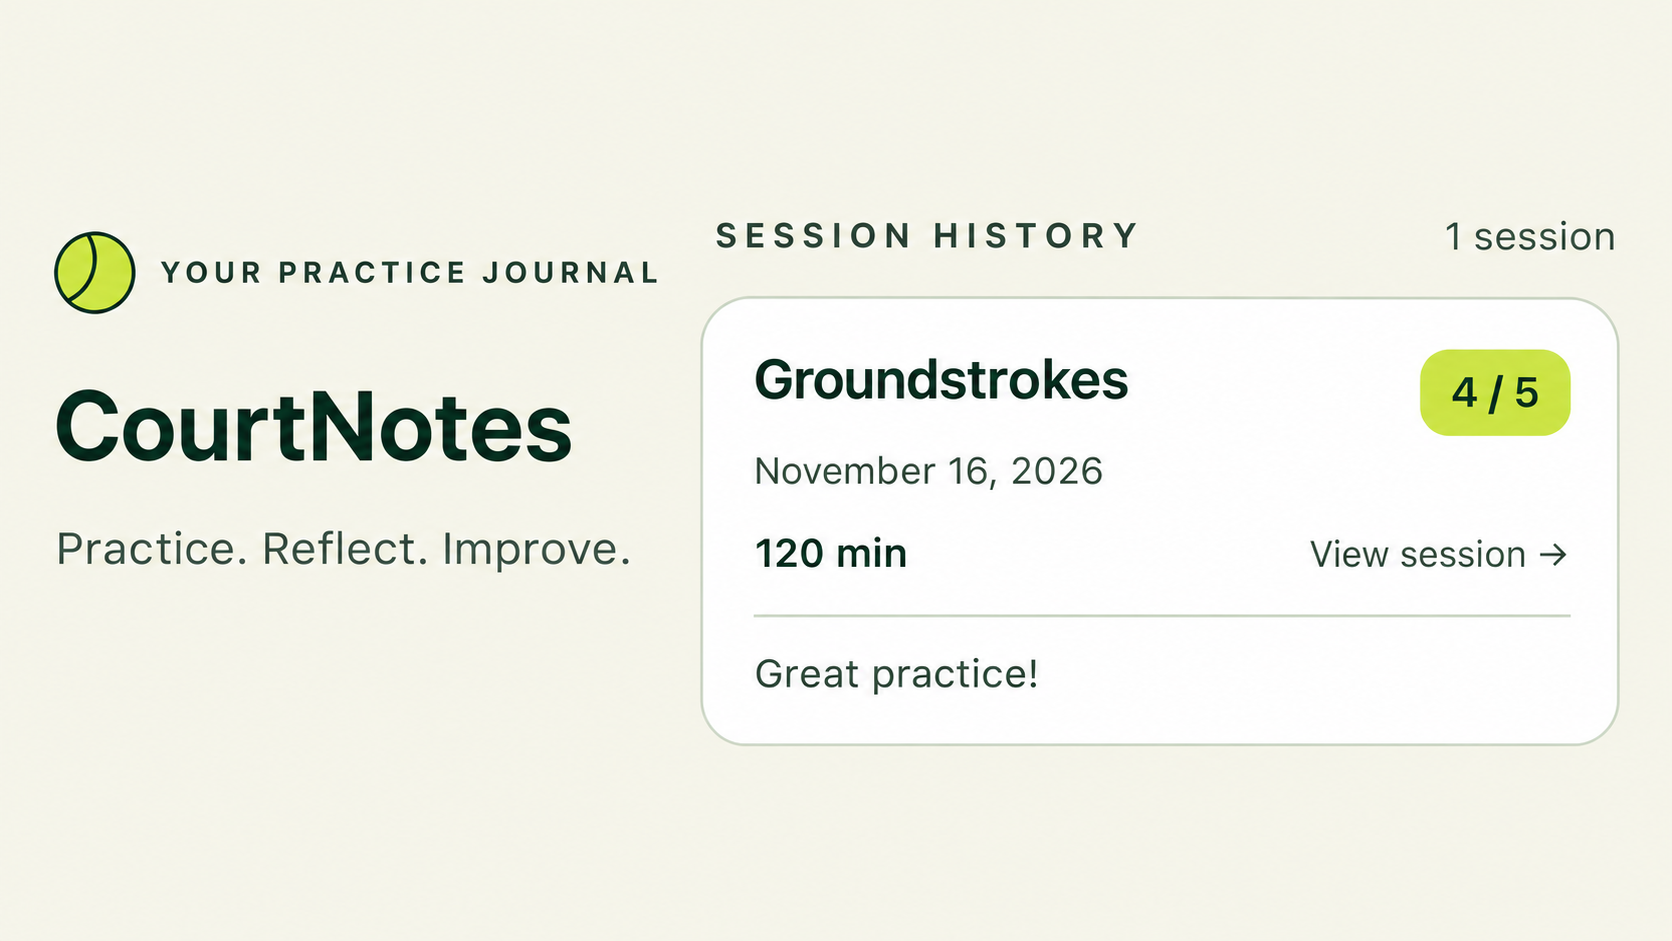 YOUR PRACTICE JOURNAL
CourtNotes
Practice. Reflect. Improve.
SESSION HISTORY
1 session
Groundstrokes
4 / 5
November 16, 2026
120 min
View session →
Great practice!